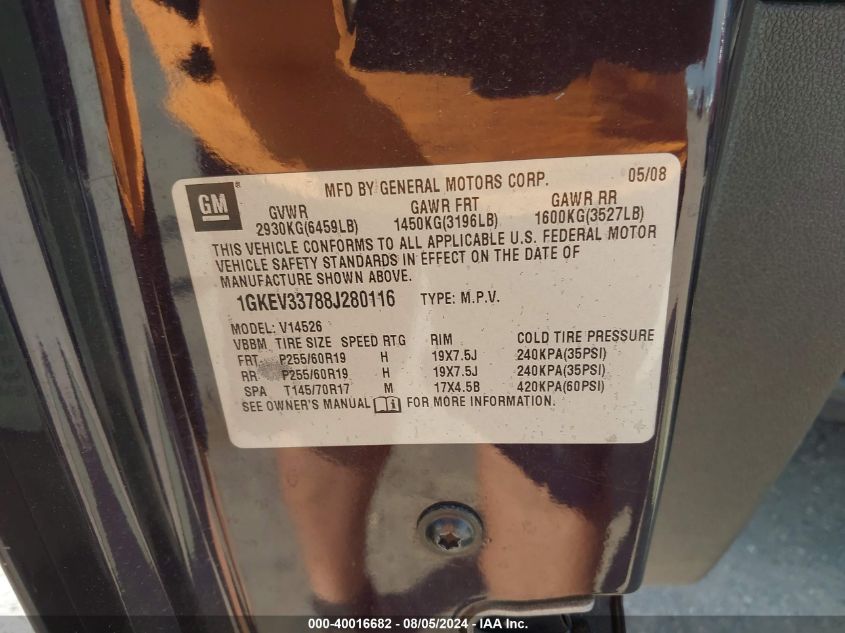 GM
MFD BY GENERAL MOTORS CORP. 05/08
GVWR GAWR FRT GAWR RR
2930KG(6459LB) 1450KG(3196LB) 1600KG(3527LB)
THIS VEHICLE CONFORMS TO ALL APPLICABLE U.S. FEDERAL MOTOR
VEHICLE SAFETY STANDARDS IN EFFECT ON THE DATE OF
MANUFACTURE SHOWN ABOVE.
1GKEV33788J280116 TYPE: M.P.V.
MODEL: V14526
VBBM TIRE SIZE SPEED RTG RIM COLD TIRE PRESSURE
FRT P255/60R19 H 19X7.5J 240KPA(35PSI)
RR P255/60R19 H 19X7.5J 240KPA(35PSI)
SPA T145/70R17 M 17X4.5B 420KPA(60PSI)
SEE OWNER'S MANUAL FOR MORE INFORMATION.
000-40016682 - 08/05/2024 - IAA Inc.